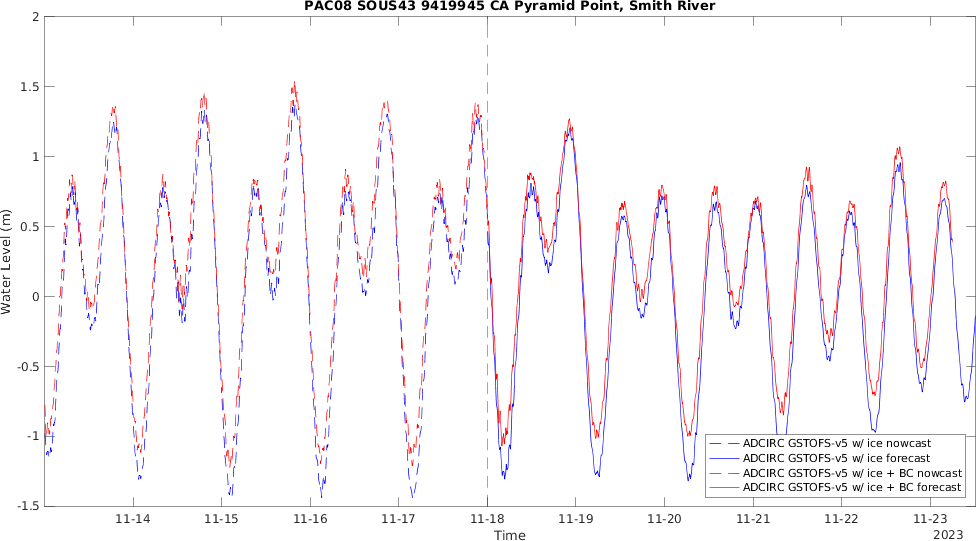 PAC08 SOUS43 9419945 CA Pyramid Point, Smith River
2
1.5
1
0.5
0
-0.5
-1
-1.5
Water Level (m)
11-14 11-15 11-16 11-17 11-18 11-19 11-20 11-21 11-22 11-23
Time
2023
ADCIRC GSTOFS-v5 w/ ice nowcast
ADCIRC GSTOFS-v5 w/ ice forecast
ADCIRC GSTOFS-v5 w/ ice + BC nowcast
ADCIRC GSTOFS-v5 w/ ice + BC forecast